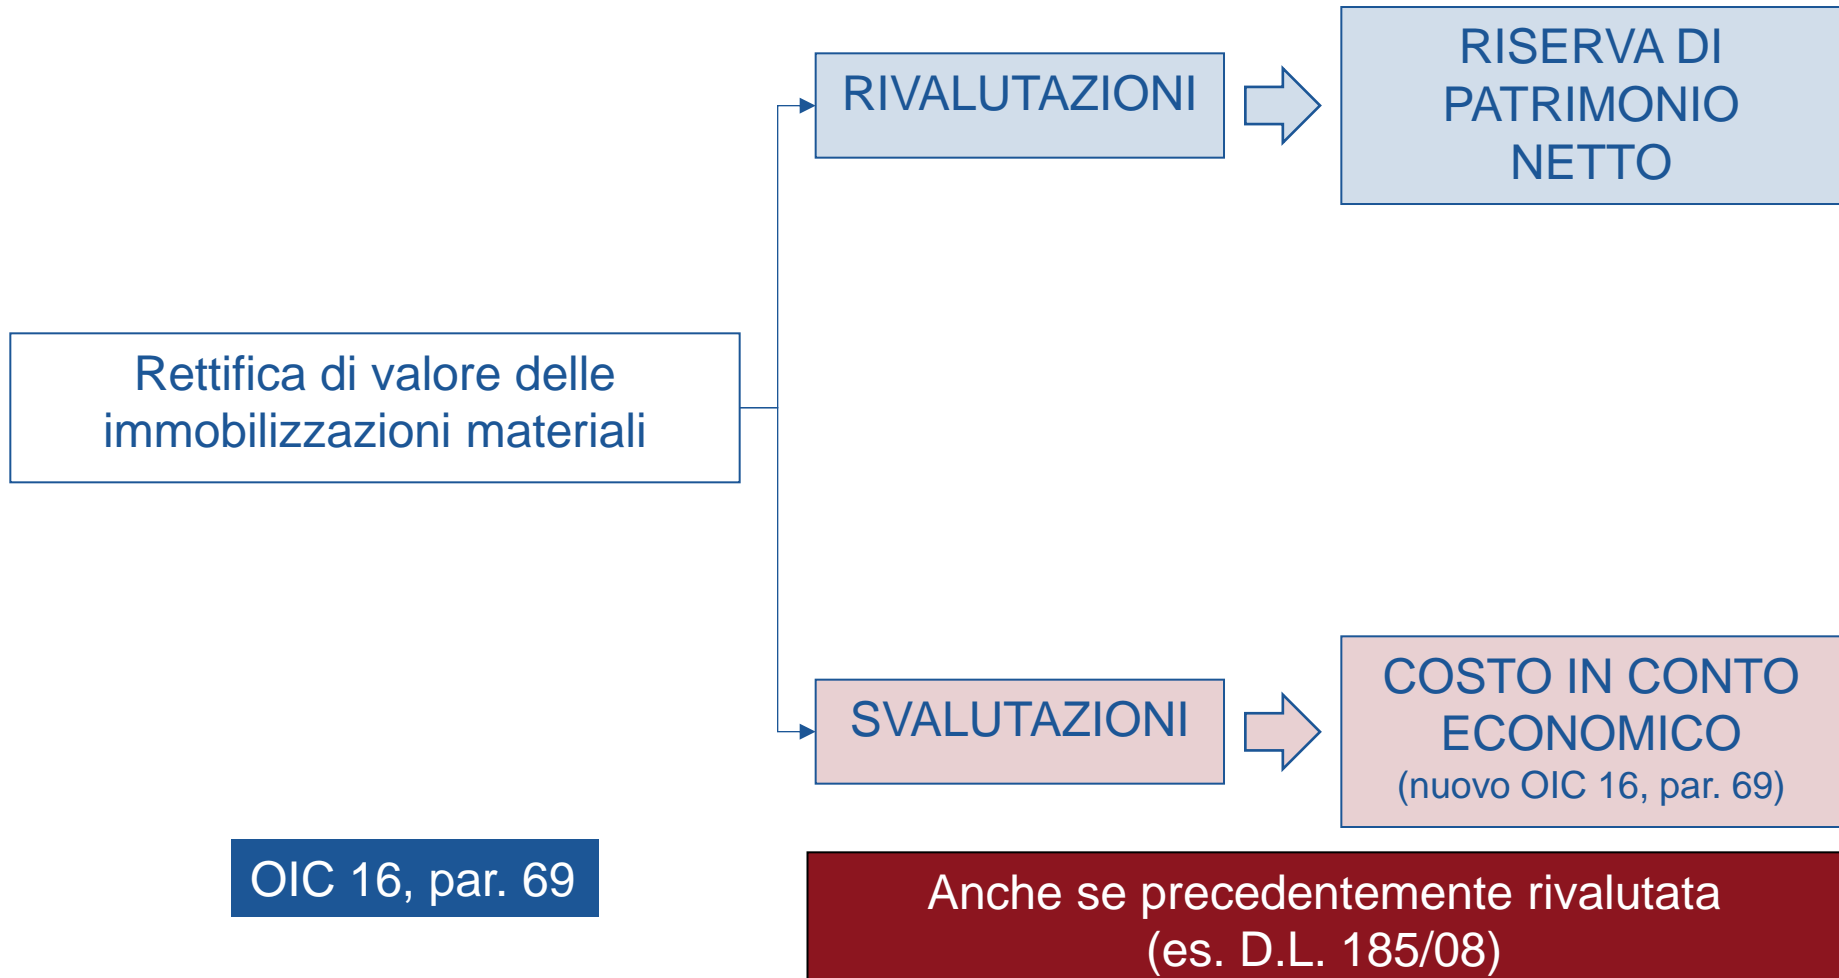 RIVALUTAZIONI
RISERVA DI
PATRIMONIO
NETTO
Rettifica di valore delle
immobilizzazioni materiali
SVALUTAZIONI
COSTO IN CONTO
ECONOMICO
(nuovo OIC 16, par. 69)
OIC 16, par. 69
Anche se precedentemente rivalutata
(es. D.L. 185/08)